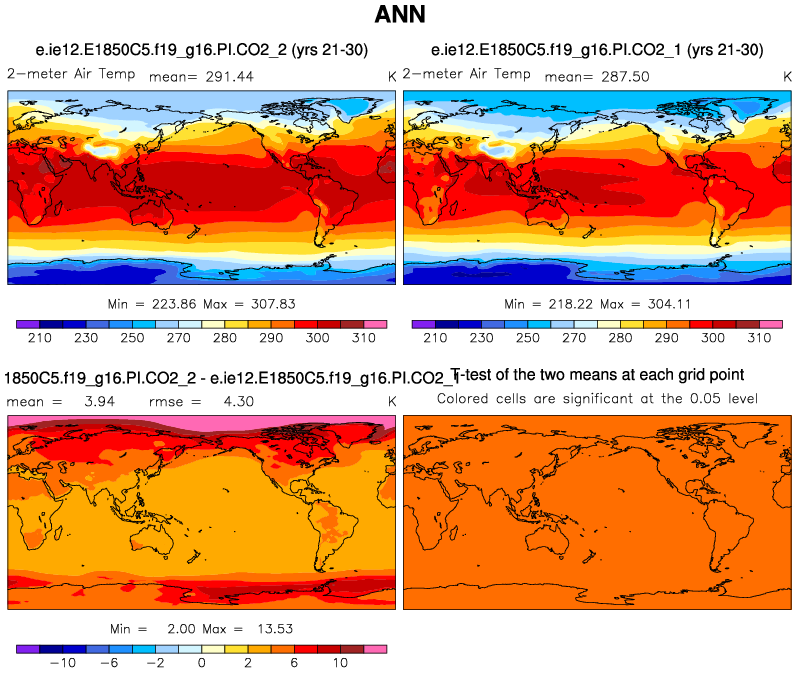 ANN
e.ie12.E1850C5.f19_g16.PI.CO2_2 (yrs 21-30)
e.ie12.E1850C5.f19_g16.PI.CO2_1 (yrs 21-30)
2-meter Air Temp mean= 291.44 K
2-meter Air Temp mean= 287.50 K
Min = 223.86 Max = 307.83
Min = 218.22 Max = 304.11
210 230 250 270 280 290 300 310
210 230 250 270 280 290 300 310
1850C5.f19_g16.PI.CO2_2 - e.ie12.E1850C5.f19_g16.PI.CO2_
T-test of the two means at each grid point
mean = 3.94 rmse = 4.30 K
Colored cells are significant at the 0.05 level
Min = 2.00 Max = 13.53
-10 -6 -2 0 2 6 10